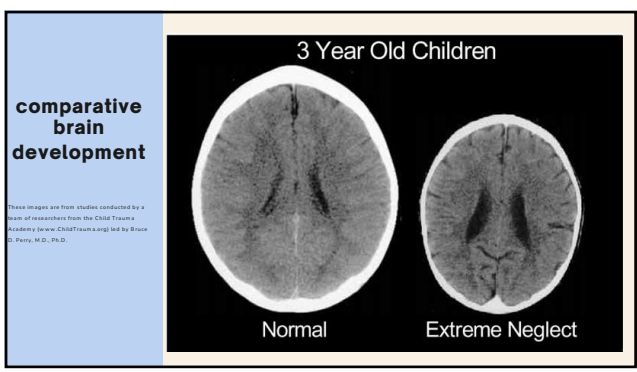 comparative
brain
development
These images are from studies conducted by a
team of researchers from the Child Trauma
Academy (www.ChildTrauma.org) led by Bruce
D. Perry, M.D., Ph.D.
3 Year Old Children
Normal
Extreme Neglect